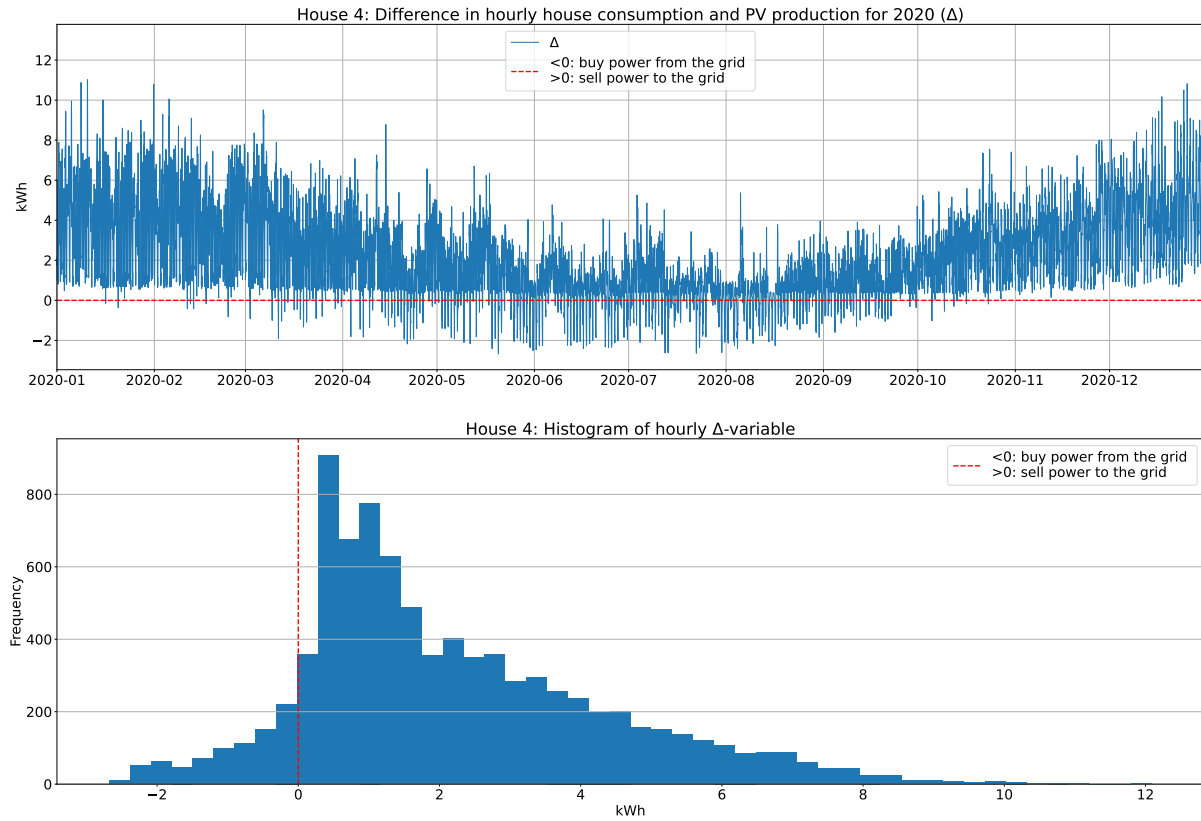 House 4: Difference in hourly house consumption and PV production for 2020 (Δ)
Δ
<0: buy power from the grid
>0: sell power to the grid
12
10
8
6
4
2
0
−2
kWh
2020-01 2020-02 2020-03 2020-04 2020-05 2020-06 2020-07 2020-08 2020-09 2020-10 2020-11 2020-12
House 4: Histogram of hourly Δ-variable
<0: buy power from the grid
>0: sell power to the grid
800
600
400
200
0
Frequency
−2 0 2 4 6 8 10 12
kWh